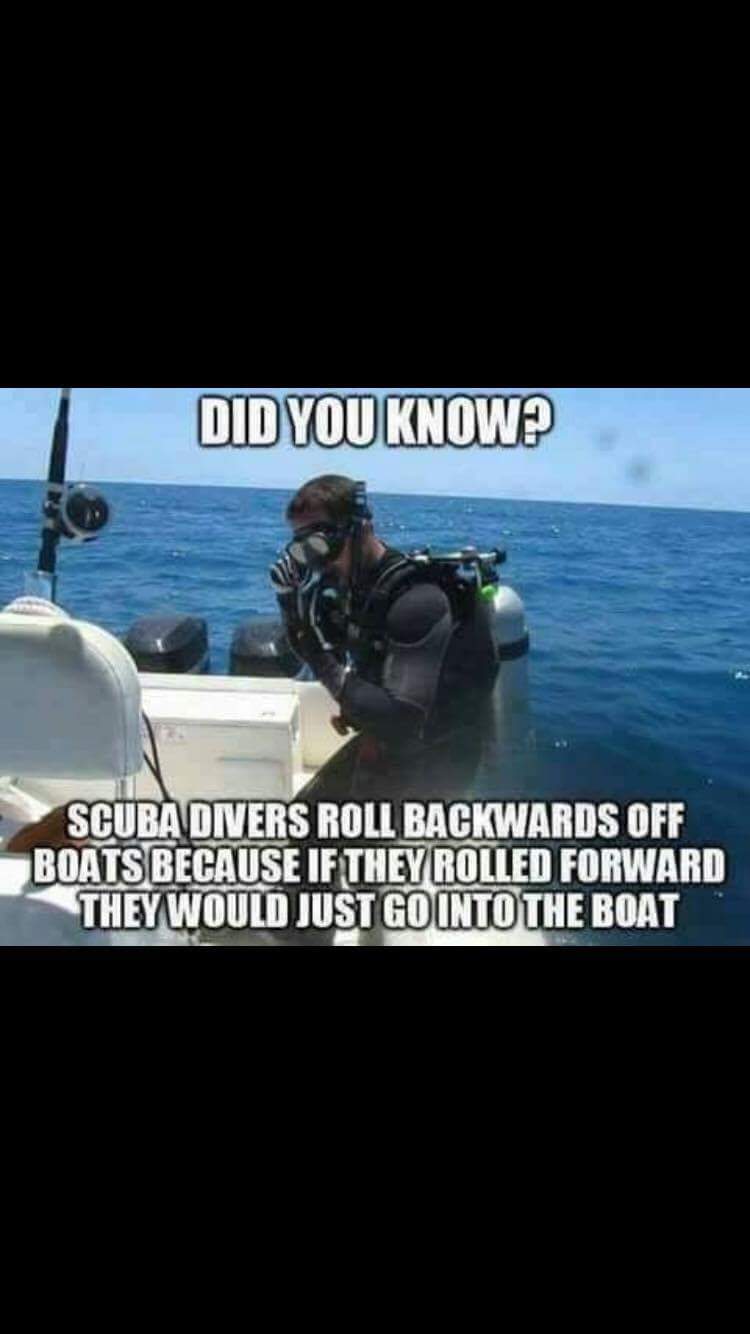 DID YOU KNOW?
SCUBA DIVERS ROLL BACKWARDS OFF
BOATS BECAUSE IF THEY ROLLED FORWARD
THEY WOULD JUST GO INTO THE BOAT